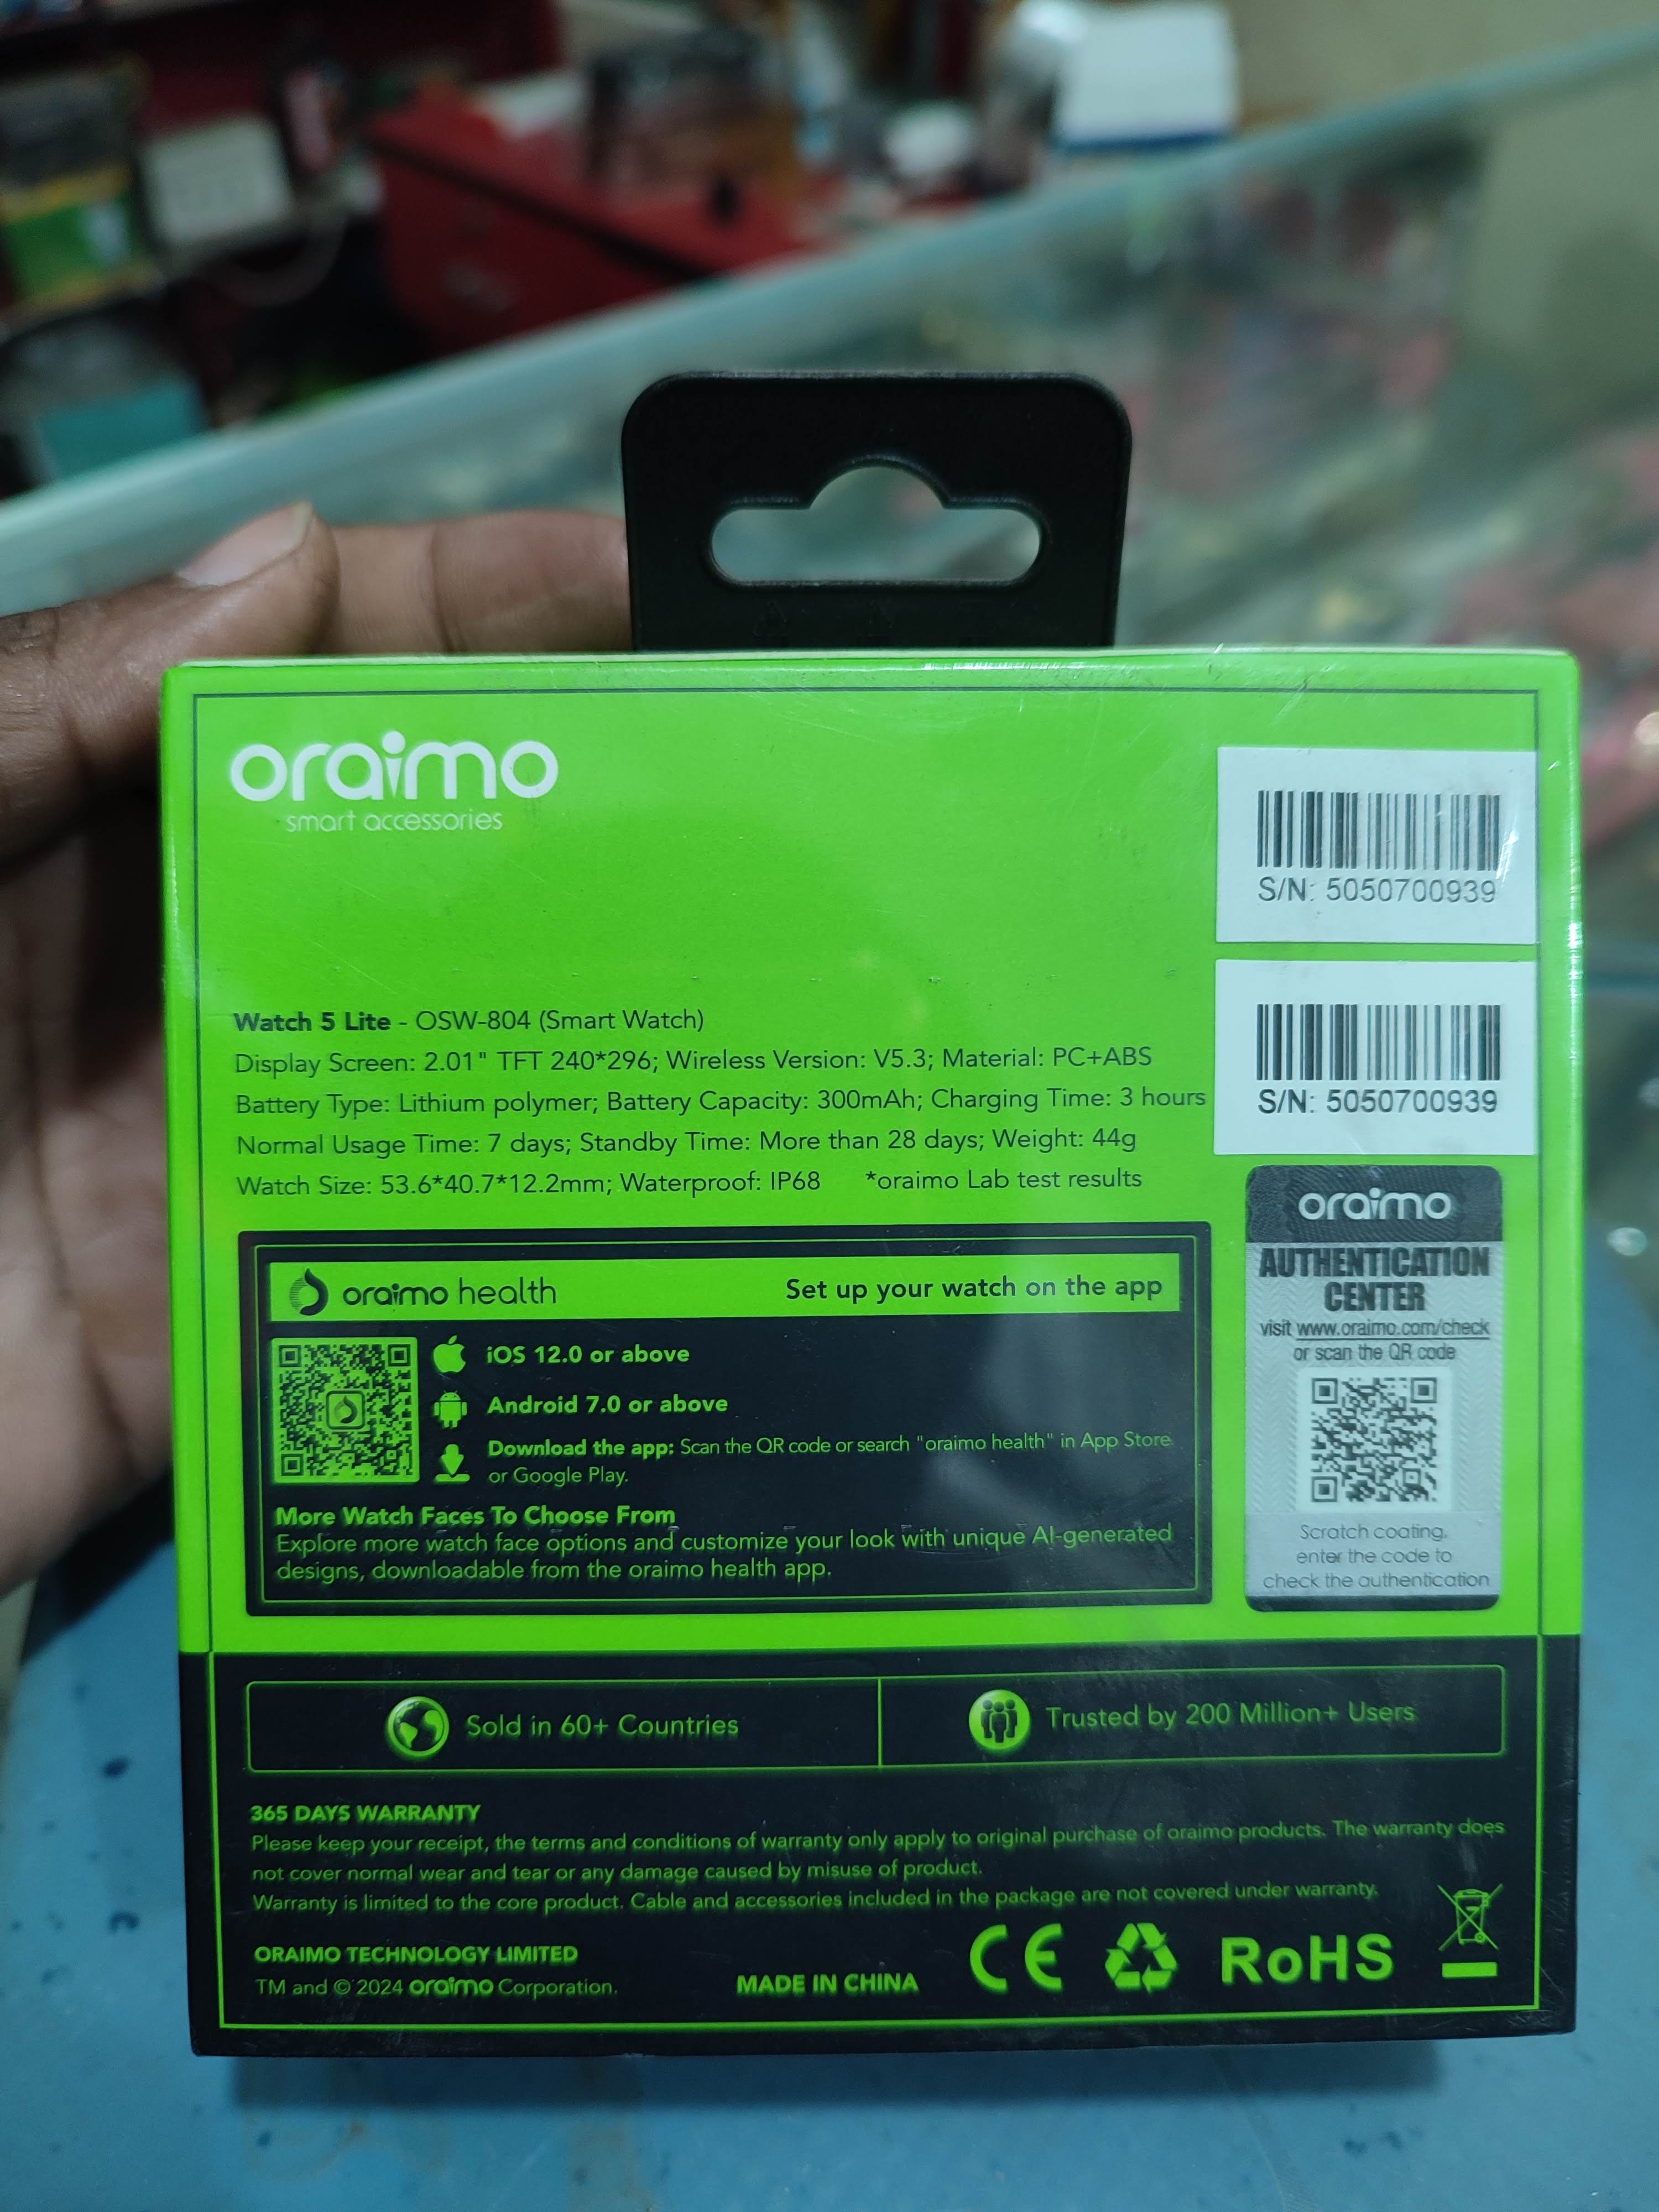 oraimo
smart accessories
S/N: 5050700939
S/N: 5050700939
Watch 5 Lite - OSW-804 (Smart Watch)
Display Screen: 2.01" TFT 240*296; Wireless Version: V5.3; Material: PC+ABS
Battery Type: Lithium polymer; Battery Capacity: 300mAh; Charging Time: 3 hours
Normal Usage Time: 7 days; Standby Time: More than 28 days; Weight: 44g
Watch Size: 53.6*40.7*12.2mm; Waterproof: IP68 *oraimo Lab test results
oraimo
AUTHENTICATION
CENTER
visit www.oraimo.com/check
or scan the QR code
Scratch coating,
enter the code to
check the authentication
oraimo health Set up your watch on the app
iOS 12.0 or above
Android 7.0 or above
Download the app: Scan the QR code or search "oraimo health" in App Store
or Google Play.
More Watch Faces To Choose From
Explore more watch face options and customize your look with unique AI-generated
designs, downloadable from the oraimo health app.
Sold in 60+ Countries
Trusted by 200 Million+ Users
365 DAYS WARRANTY
Please keep your receipt, the terms and conditions of warranty only apply to original purchase of oraimo products. The warranty does
not cover normal wear and tear or any damage caused by misuse of product.
Warranty is limited to the core product. Cable and accessories included in the package are not covered under warranty.
ORAIMO TECHNOLOGY LIMITED
TM and © 2024 oraimo Corporation.
MADE IN CHINA
CE
RoHS